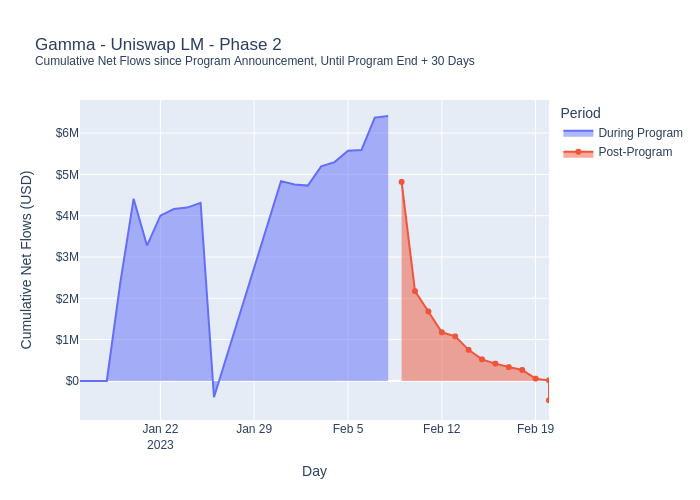 Gamma - Uniswap LM - Phase 2
Cumulative Net Flows since Program Announcement, Until Program End + 30 Days
Period
During Program
Post-Program
Cumulative Net Flows (USD)
$6M
$5M
$4M
$3M
$2M
$1M
$0
Jan 22
2023
Jan 29
Feb 5
Feb 12
Feb 19
Day